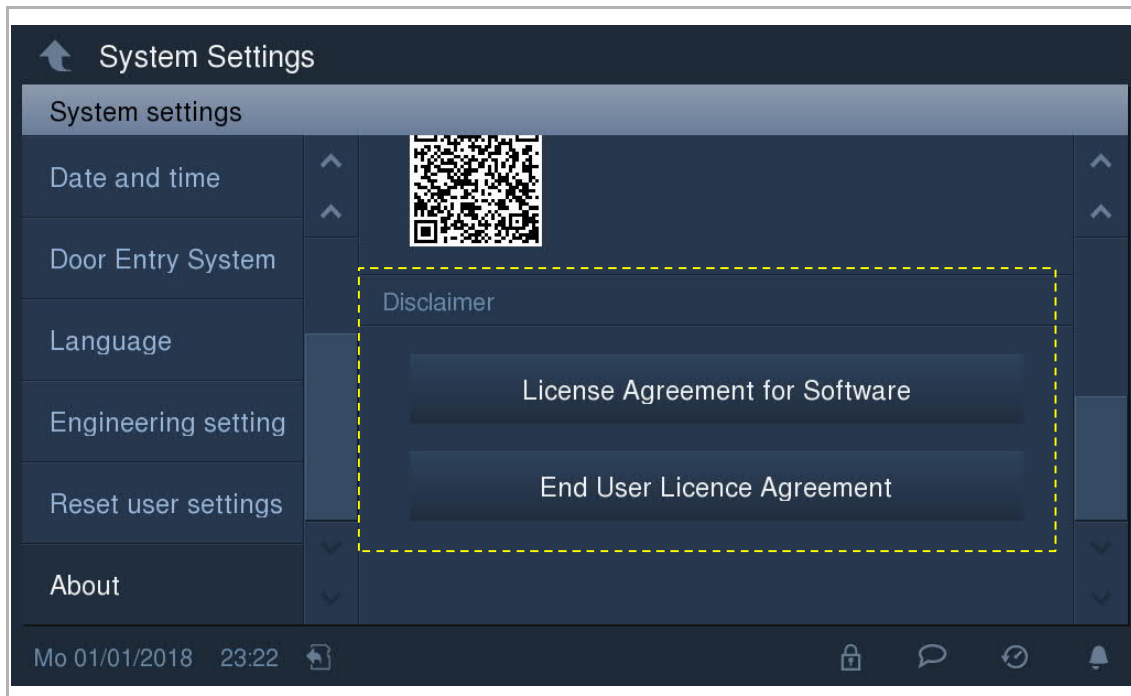 System Settings
System settings
Date and time
Door Entry System
Language
Engineering setting
Reset user settings
About
Disclaimer
License Agreement for Software
End User Licence Agreement
Mo 01/01/2018 23:22